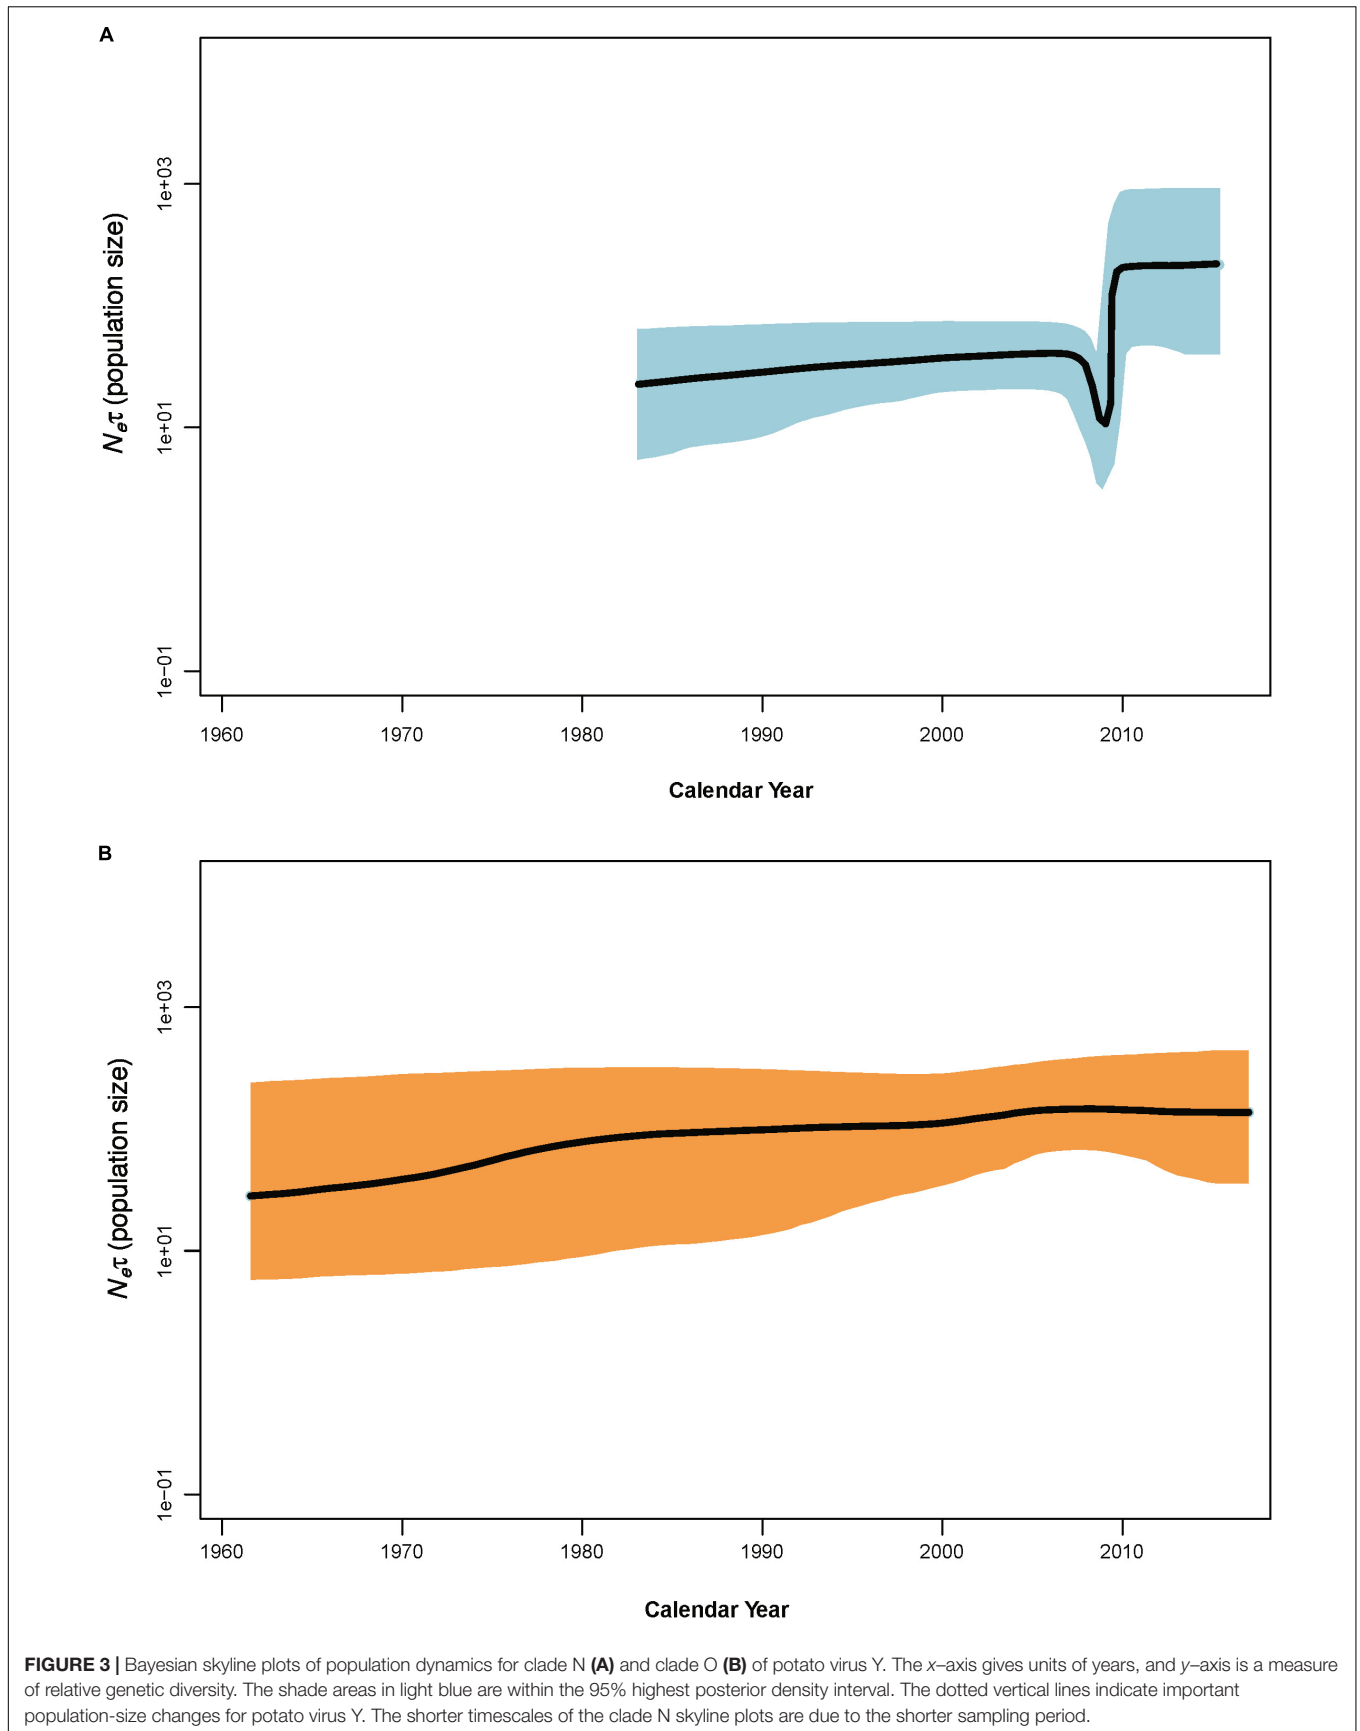 A
1e+03
1e+01
1e−01
Neτ (population size)
1960 1970 1980 1990 2000 2010
Calendar Year
B
1e+03
1e+01
1e−01
Neτ (population size)
1960 1970 1980 1990 2000 2010
Calendar Year
FIGURE 3 | Bayesian skyline plots of population dynamics for clade N (A) and clade O (B) of potato virus Y. The x–axis gives units of years, and y–axis is a measure
of relative genetic diversity. The shade areas in light blue are within the 95% highest posterior density interval. The dotted vertical lines indicate important
population-size changes for potato virus Y. The shorter timescales of the clade N skyline plots are due to the shorter sampling period.